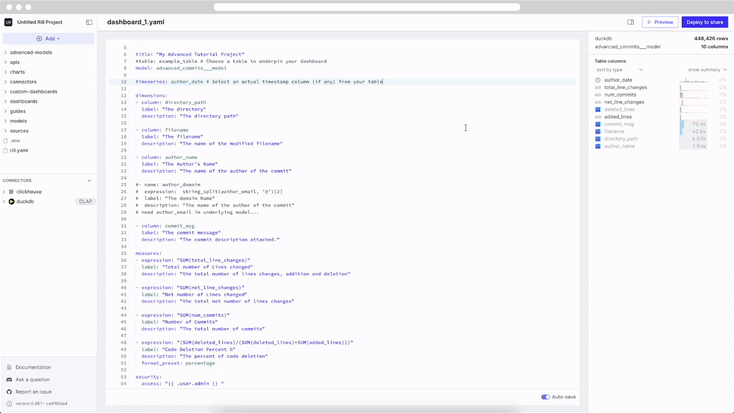 Untitled Rill Project
Add
advanced-models
apis
charts
connectors
custom-dashboards
dashboards
guides
models
sources
.env
rill.yaml
CONNECTORS
clickhouse
duckdb
OLAP
Documentation
Ask a question
Report an issue
dashboard_1.yaml
Preview
Deploy to share
5
6 title: "My Advanced Tutorial Project"
7 #table: example_table # Choose a table to underpin your dashboard
8 model: advanced_commits___model
9
10 timeseries: author_date # Select an actual timestamp column (if any) from your table
11
12 dimensions:
13 - column: directory_path
14 label: "The directory"
15 description: "The directory path"
16
17 - column: filename
18 label: "The filename"
19 description: "The name of the modified filename"
20
21 - column: author_name
22 label: "The Author's Name"
23 description: "The name of the author of the commit"
24
25 #- name: author_domain
26 # expression: string_split(author_email, '@')[2]
27 # label: "The domain Name"
28 # description: "The name of the author of the commit"
29 # need author_email in underlying model...
30
31 - column: commit_msg
32 label: "The commit message"
33 description: "The commit description attached."
34
35 measures:
36 - expression: "SUM(total_line_changes)"
37 label: "Total number of Lines changed"
38 description: "the total number of lines changes, addition and deletion"
39
40 - expression: "SUM(net_line_changes)"
41 label: "Net number of Lines changed"
42 description: "the total net number of lines changes"
43
44 - expression: "SUM(num_commits)"
45 label: "Number of Commits"
46 description: "The total number of commits"
47
48 - expression: "(SUM(deleted_lines)/(SUM(deleted_lines)+SUM(added_lines)))"
49 label: "Code Deletion Percent %"
50 description: "The percent of code deletion"
51 format_preset: percentage
52
53 security:
54 access: "{{ .user.admin }} "
Auto-save
duckdb 448,426 rows
advanced_commits___model 10 columns
Table columns
sort by type show summary
author_date 0%
total_line_changes 0%
num_commits 0%
net_line_changes 0%
deleted_lines 0%
added_lines 0%
commit_msg 70.4k 0%
filename 0%
directory_path 0%
author_name 0%